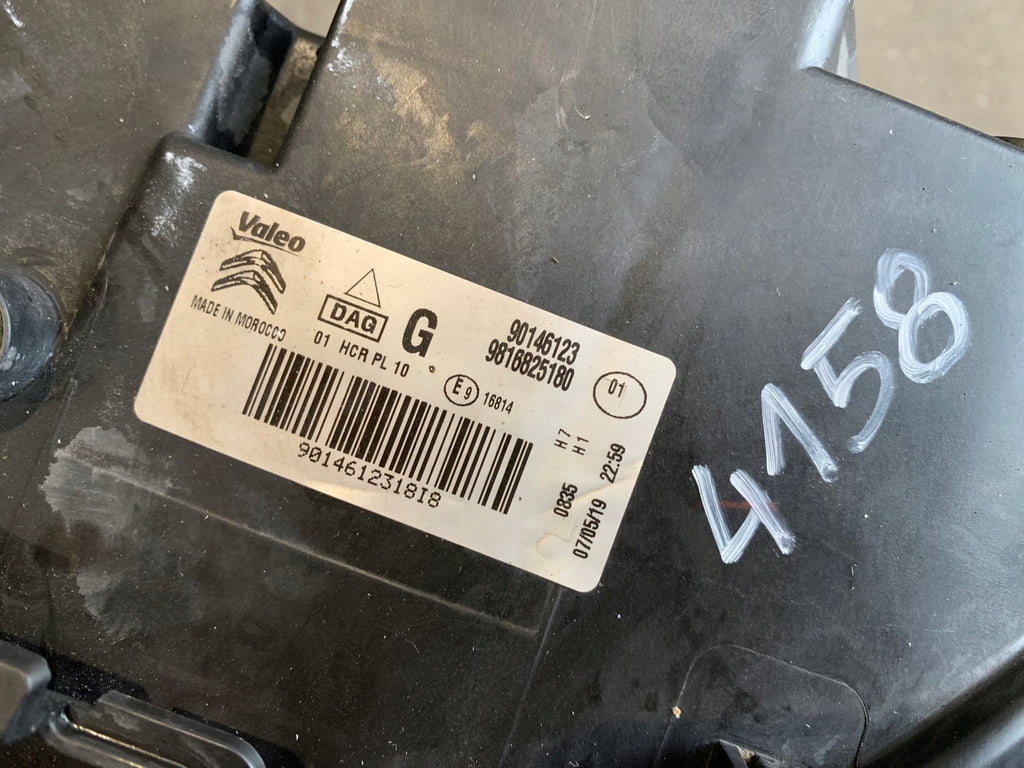 Valeo
MADE IN MOROCCO
DAQ
G
90146123
9816825180
01
01 HCR PL 10
E9
16814
H7
H1
9014612318I8
0835
07/05/19 22:59
4158